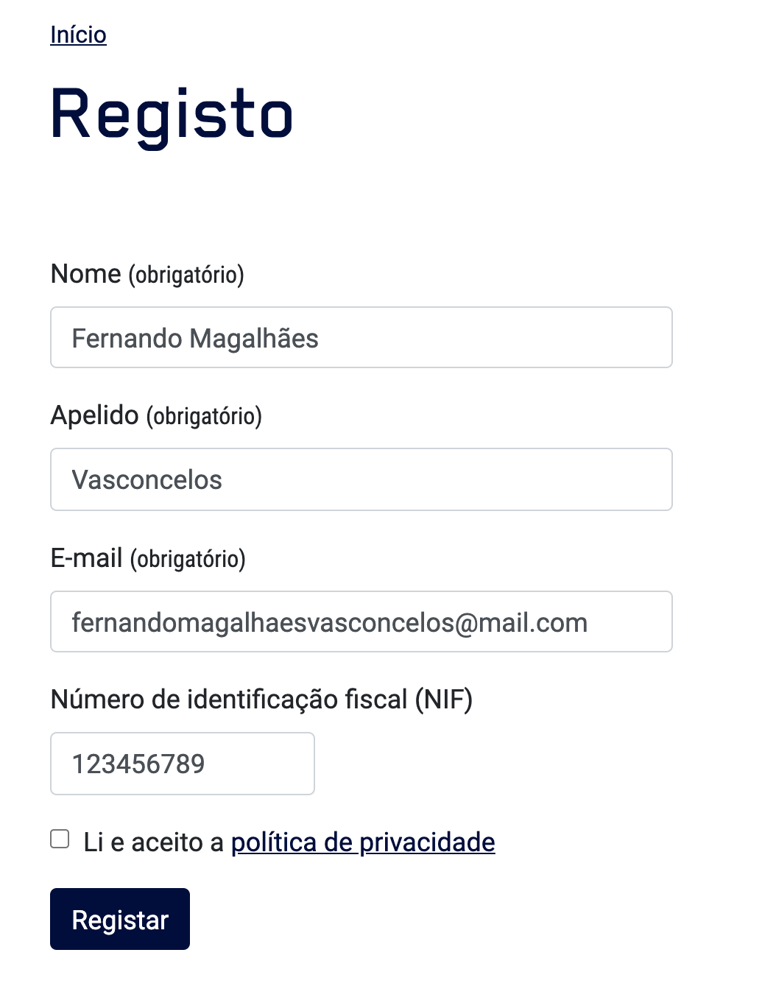 Início
Registo
Nome (obrigatório)
Fernando Magalhães
Apelido (obrigatório)
Vasconcelos
E-mail (obrigatório)
fernandomagalhaesvasconcelos@mail.com
Número de identificação fiscal (NIF)
123456789
Li e aceito a política de privacidade
Registar